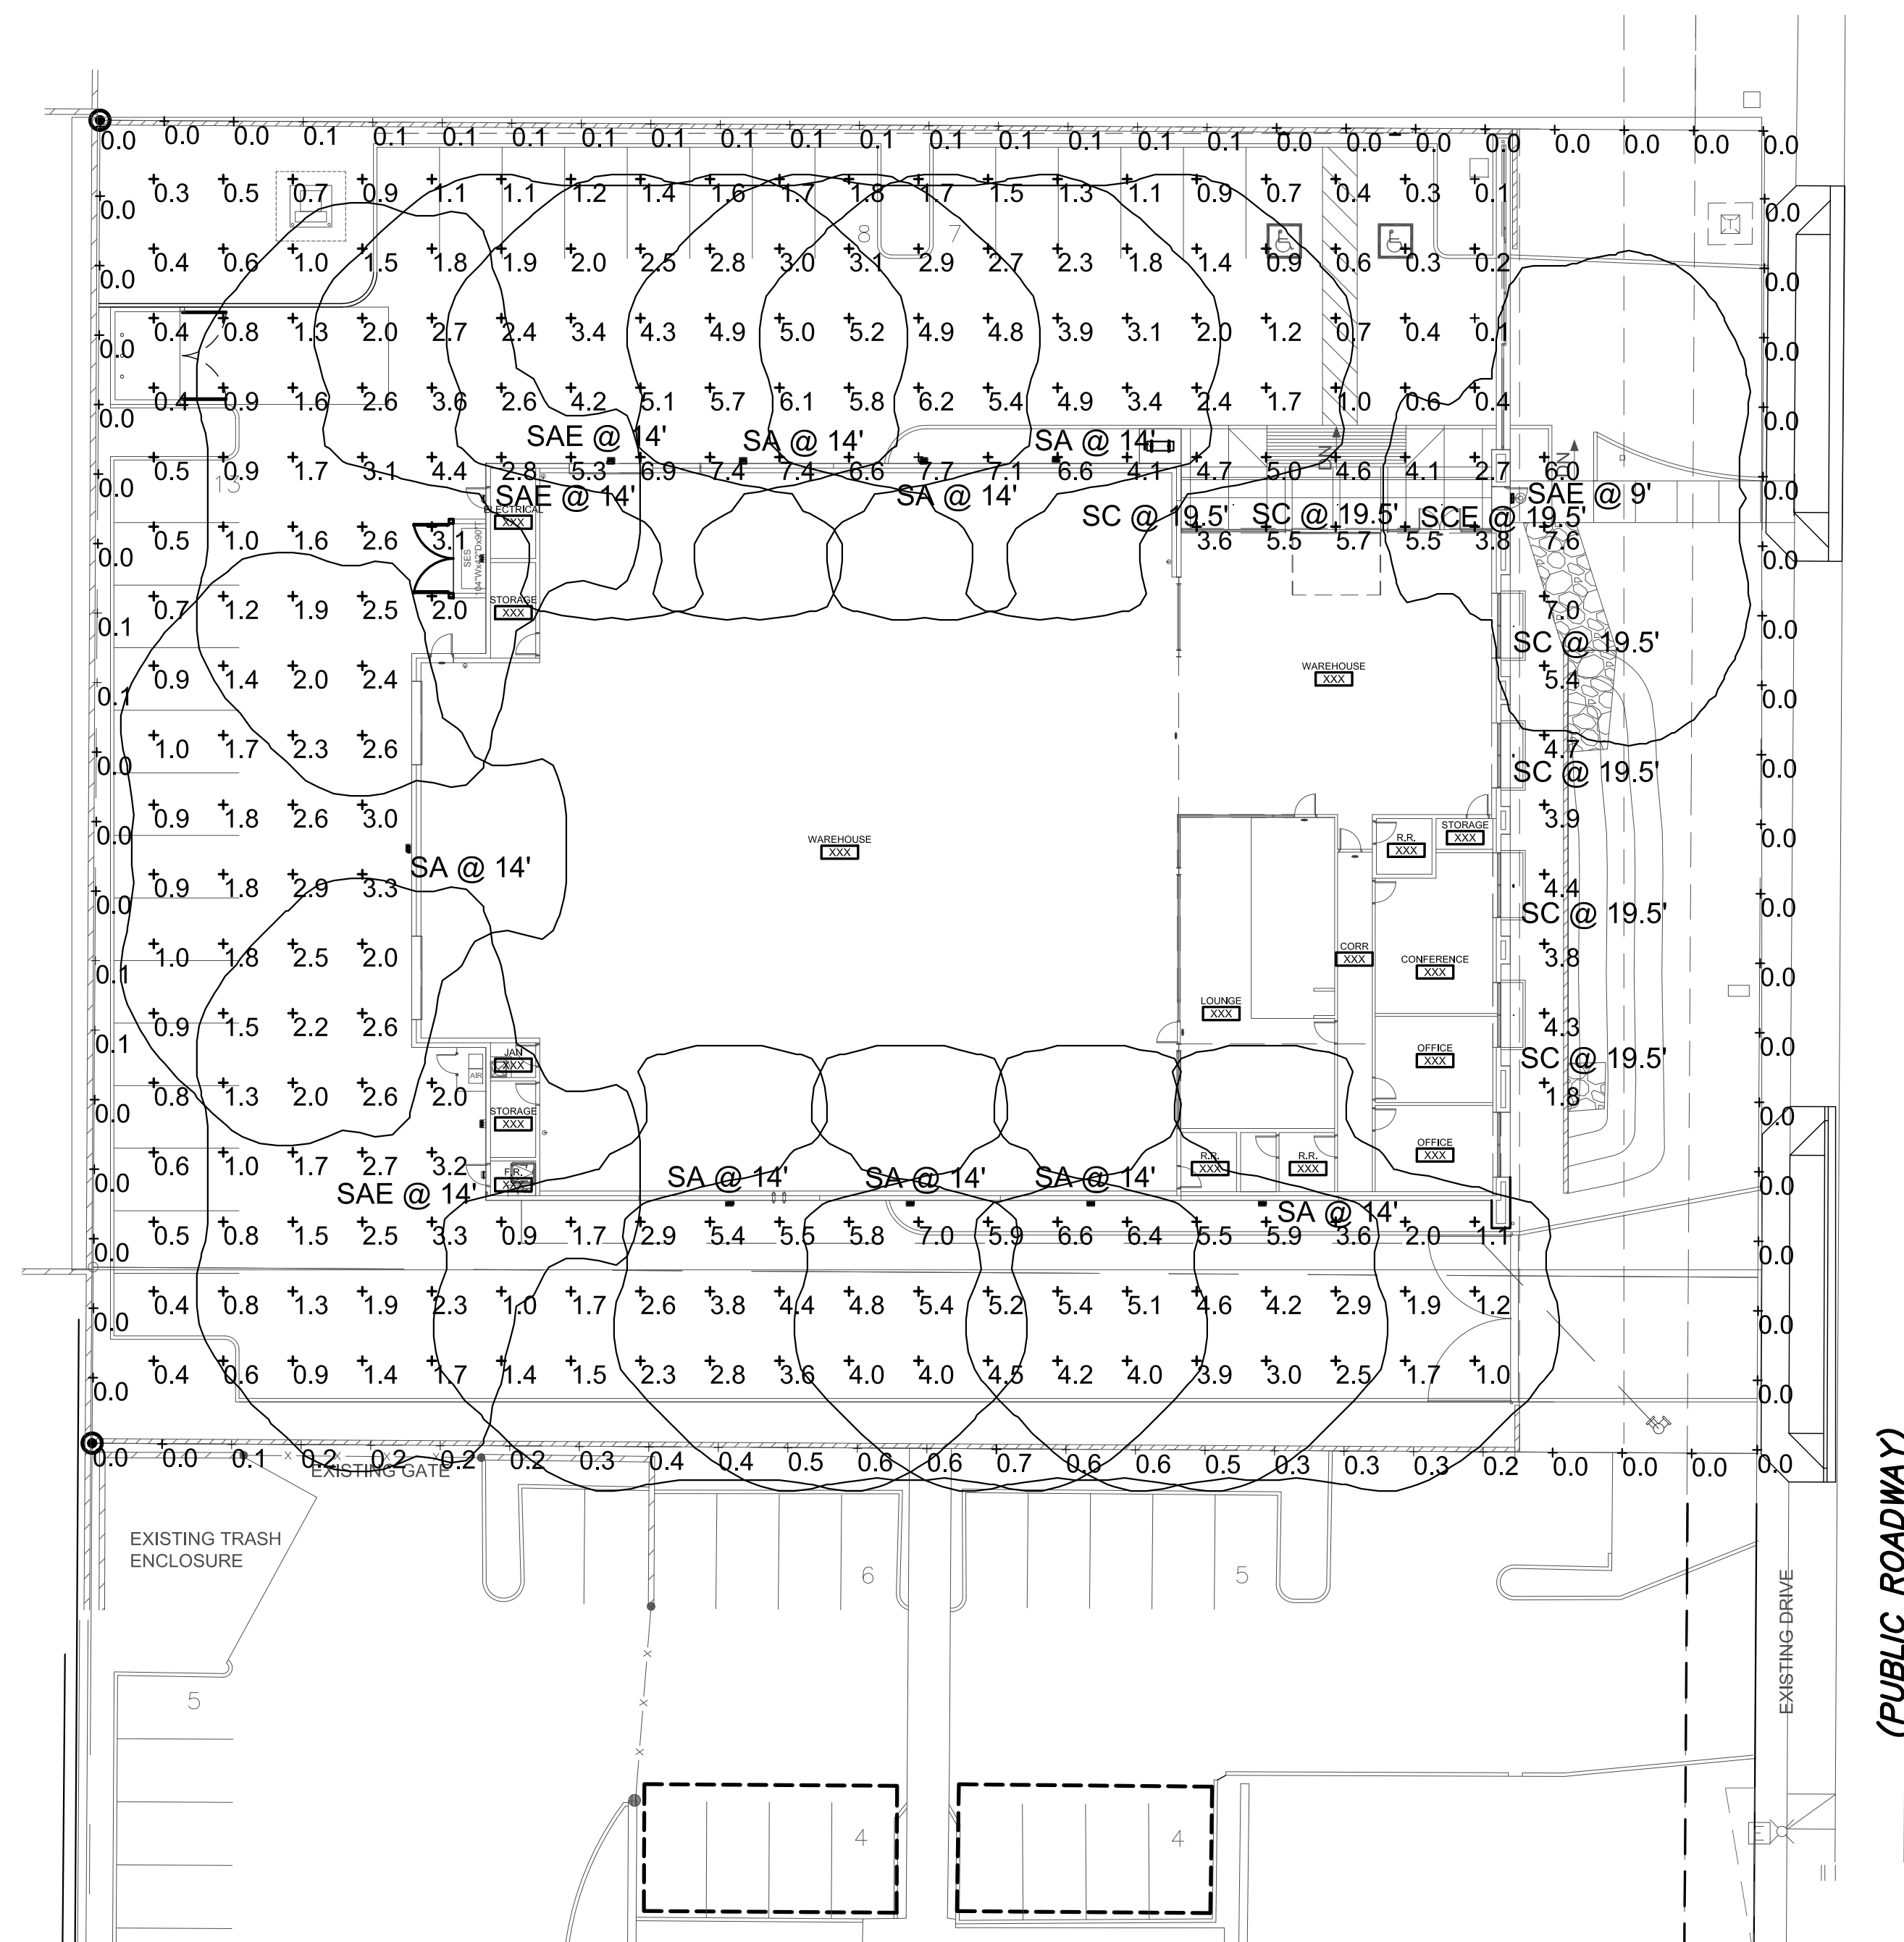 0.0 0.0 0.0 0.1 0.1 0.1 0.1 0.1 0.1 0.1 0.1 0.1 0.1 0.1 0.1 0.1 0.1 0.0 0.0 0.0 0.0 0.0 0.0 0.0 0.0
0.0 0.3 0.5 0.7 0.9 1.1 1.1 1.2 1.4 1.6 1.7 1.8 1.7 1.5 1.3 1.1 0.9 0.7 0.4 0.3 0.1 0.0
8 7
0.0 0.4 0.6 1.0 1.5 1.8 1.9 2.0 2.5 2.8 3.0 3.1 2.9 2.7 2.3 1.8 1.4 0.9 0.6 0.3 0.2 0.0
T
0.0 0.4 0.8 1.3 2.0 2.7 2.4 3.4 4.3 4.9 5.0 5.2 4.9 4.8 3.9 3.1 2.0 1.2 0.7 0.4 0.1 0.0
0.0 0.4 0.9 1.6 2.6 3.6 2.6 4.2 5.1 5.7 6.1 5.8 6.2 5.4 4.9 3.4 2.4 1.7 1.0 0.6 0.4 0.0
SAE @ 14' SA @ 14' SA @ 14'
DN DN
0.0 0.5 0.9 1.7 3.1 4.4 2.8 5.3 6.9 7.4 7.4 6.6 7.7 7.1 6.6 4.1 4.7 5.0 4.6 4.1 2.7 6.0 0.0
13
SAE @ 14' SA @ 14' SAE @ 9'
ELECTRICAL
XXX
SC @ 19.5' SC @ 19.5' SCE @ 19.5'
0.0 0.5 1.0 1.6 2.6 3.1 3.6 5.5 5.7 5.5 3.8 7.6 0.0
SES
104"Wx42"Dx90"T
STORAGE
XXX
0.1 0.7 1.2 1.9 2.5 2.0 7.0 0.0
SC @ 19.5'
WAREHOUSE
XXX
0.1 0.9 1.4 2.0 2.4 5.4 0.0
0.0 1.0 1.7 2.3 2.6 4.7 0.0
SC @ 19.5'
0.0 0.9 1.8 2.6 3.0 3.9 0.0
WAREHOUSE
XXX
R.R.
XXX
STORAGE
XXX
SA @ 14'
0.0 0.9 1.8 2.9 3.3 4.4 0.0
SC @ 19.5'
0.1 1.0 1.8 2.5 2.0 3.8 0.0
CORR
XXX
CONFERENCE
XXX
LOUNGE
XXX
0.1 0.9 1.5 2.2 2.6 4.3 0.0
JAN
XXX
AIR
OFFICE
XXX
SC @ 19.5'
0.0 0.8 1.3 2.0 2.6 2.0 1.8 0.0
STORAGE
XXX
OFFICE
XXX
R.R.
XXX
R.R.
XXX
0.0 0.6 1.0 1.7 2.7 3.2 0.0
F.R.
XXX
SAE @ 14' SA @ 14' SA @ 14' SA @ 14' SA @ 14'
0.0 0.5 0.8 1.5 2.5 3.3 0.9 1.7 2.9 5.4 5.5 5.8 7.0 5.9 6.6 6.4 5.5 5.9 3.6 2.0 1.1 0.0
0.0 0.4 0.8 1.3 1.9 2.3 1.0 1.7 2.6 3.8 4.4 4.8 5.4 5.2 5.4 5.1 4.6 4.2 2.9 1.9 1.2 0.0
0.0 0.4 0.6 0.9 1.4 1.7 1.4 1.5 2.3 2.8 3.6 4.0 4.0 4.5 4.2 4.0 3.9 3.0 2.5 1.7 1.0 0.0
0.0 0.0 0.1 0.2 0.2 0.2 0.2 0.3 0.4 0.4 0.5 0.6 0.6 0.7 0.6 0.6 0.5 0.3 0.3 0.3 0.2 0.0 0.0 0.0 0.0
EXISTING GATE
EXISTING TRASH
ENCLOSURE
6 5
5
4 4
EXISTING DRIVE
E
(PUBLIC ROADWAY)